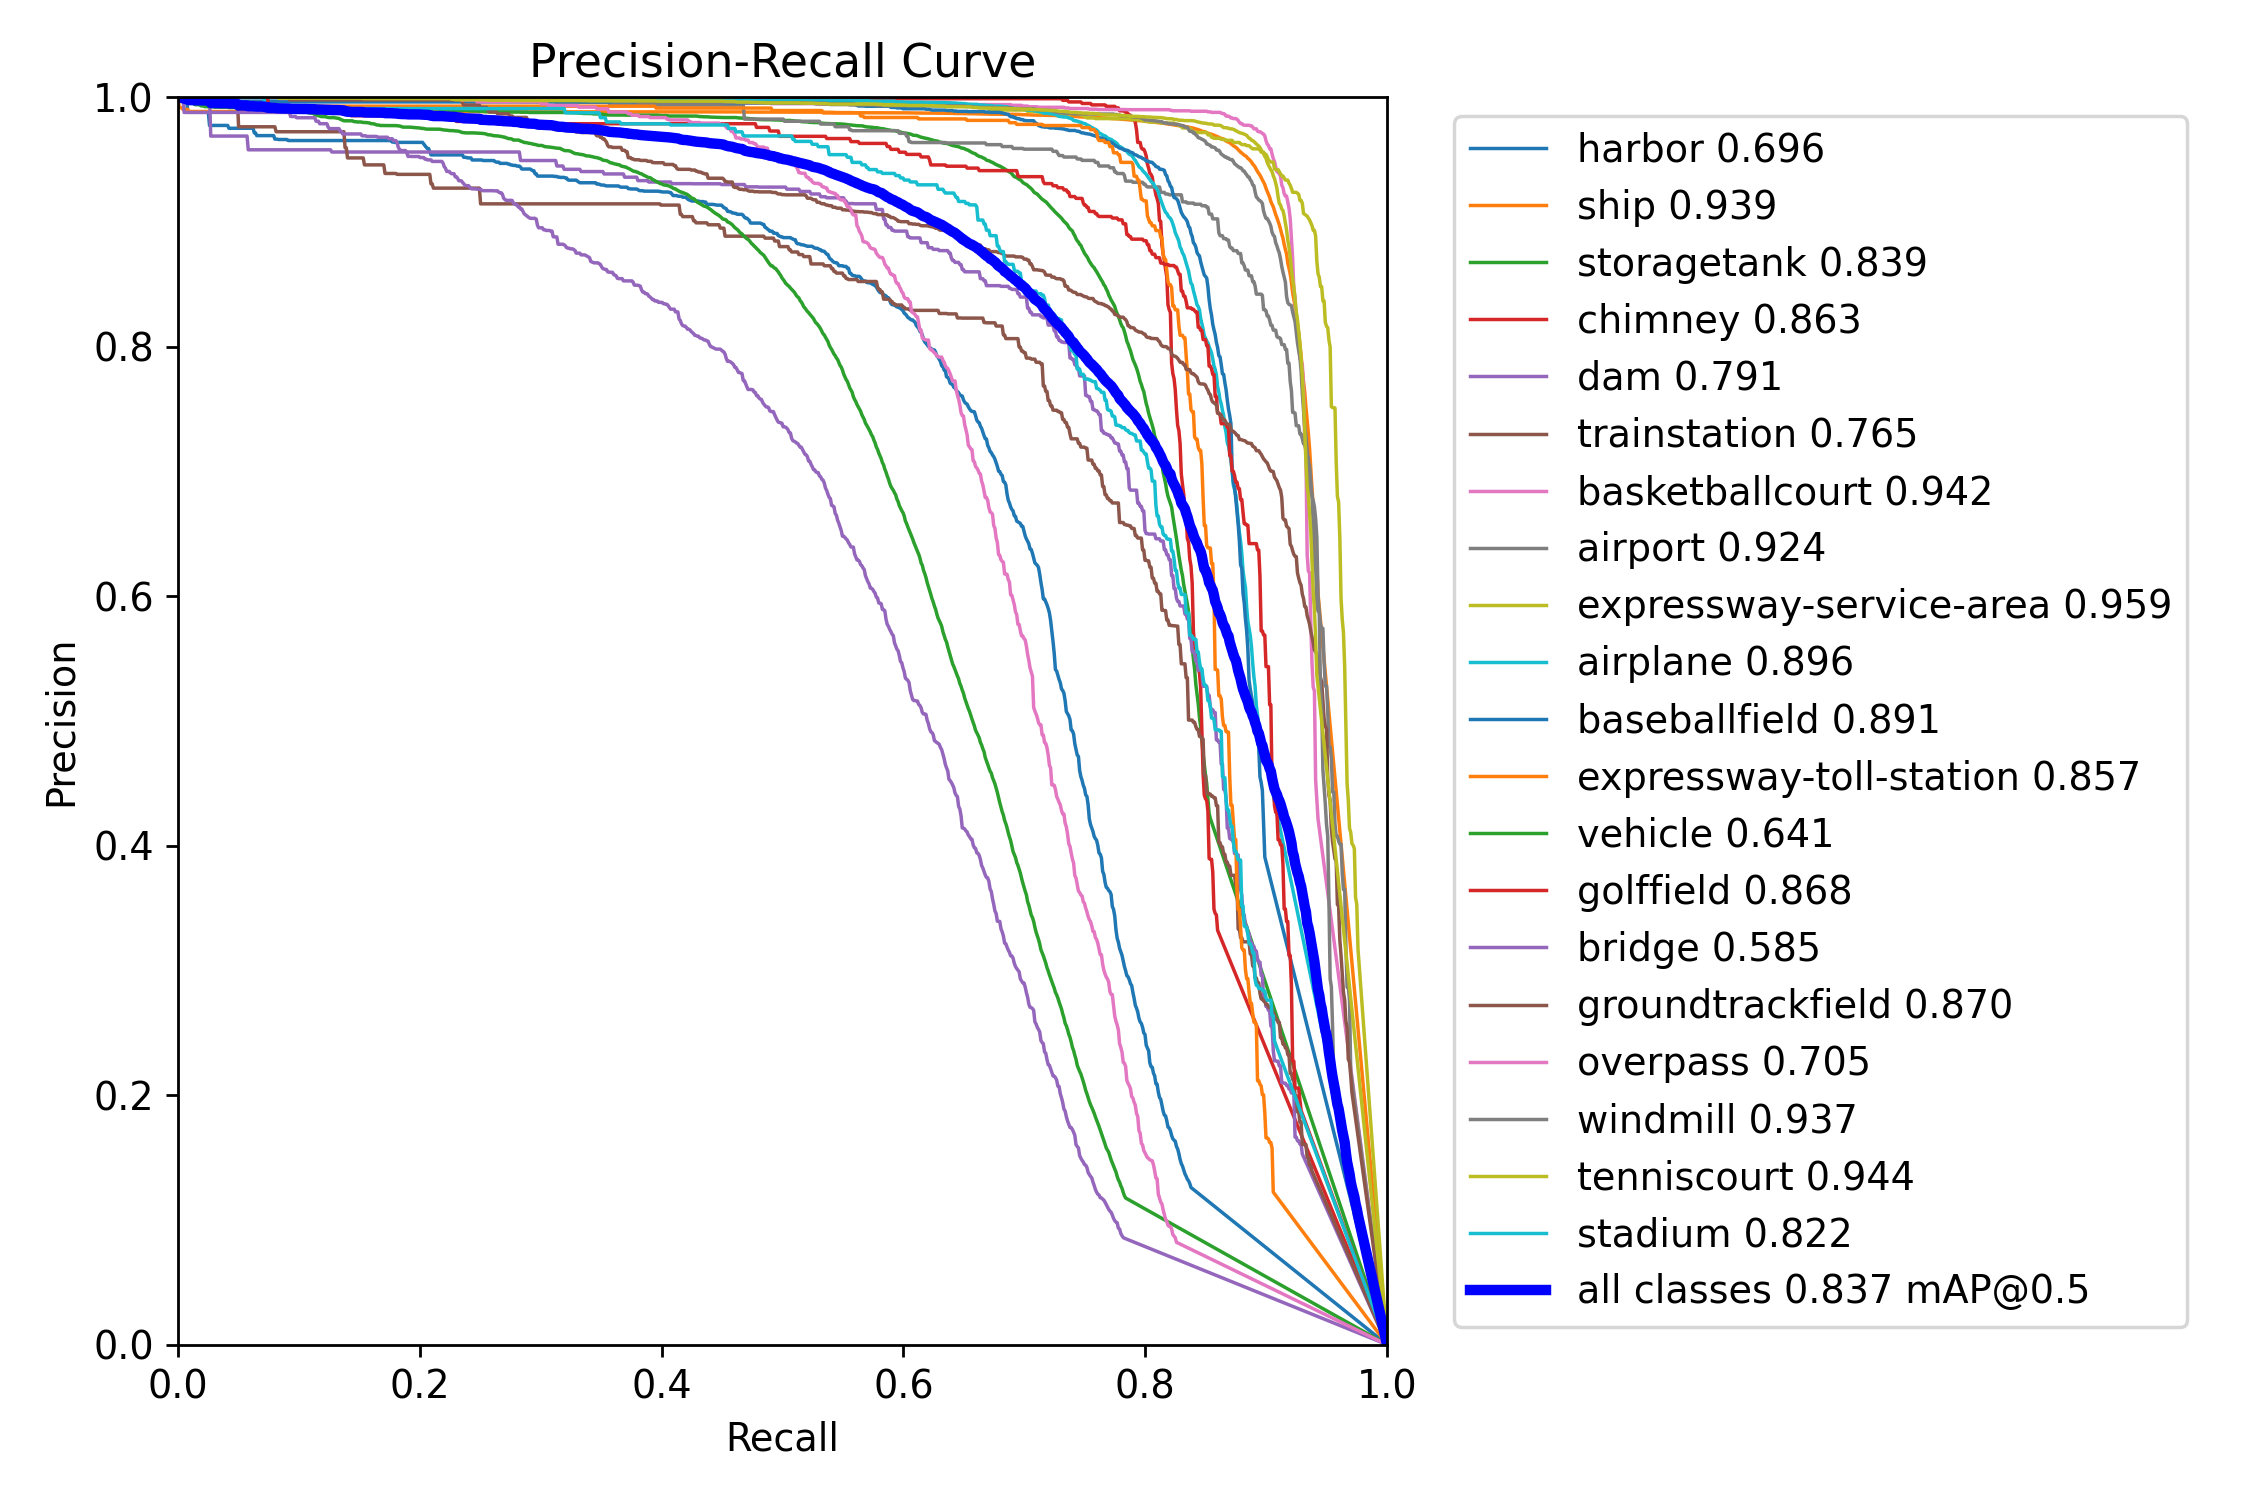 Precision-Recall Curve
1.0
0.8
0.6
0.4
0.2
0.0
0.0 0.2 0.4 0.6 0.8 1.0
Precision
Recall
harbor 0.696
ship 0.939
storagetank 0.839
chimney 0.863
dam 0.791
trainstation 0.765
basketballcourt 0.942
airport 0.924
expressway-service-area 0.959
airplane 0.896
baseballfield 0.891
expressway-toll-station 0.857
vehicle 0.641
golffield 0.868
bridge 0.585
groundtrackfield 0.870
overpass 0.705
windmill 0.937
tenniscourt 0.944
stadium 0.822
all classes 0.837 mAP@0.5